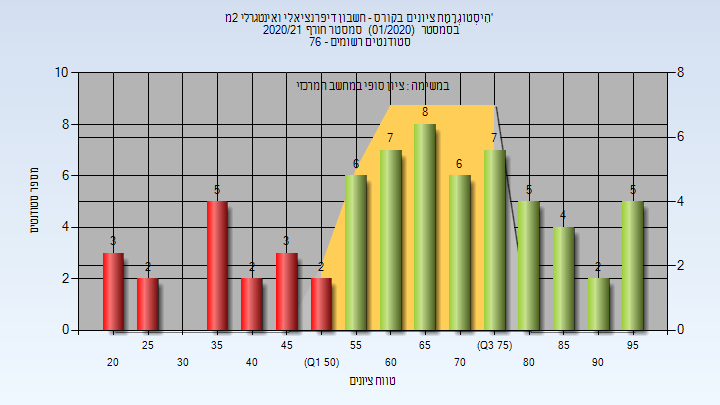 היסטוגְרַמַת ציונים בקורס - חשבון דיפרנציאלי ואינטגרלי 2מ'
בסמסטר (01/2020) סמסטר חורף 2020/21
סטודנטים רשומים - 76
במשימה : ציון סופי במחשב המרכזי
מספר סטודנטים
10 8 6 4 2 0
8 6 4 2 0
3 2 5 2 3 2 6 7 8 6 7 5 4 2 5
25 35 45 55 65 (Q3 75) 85 95
20 30 40 (Q1 50) 60 70 80 90
טווח ציונים